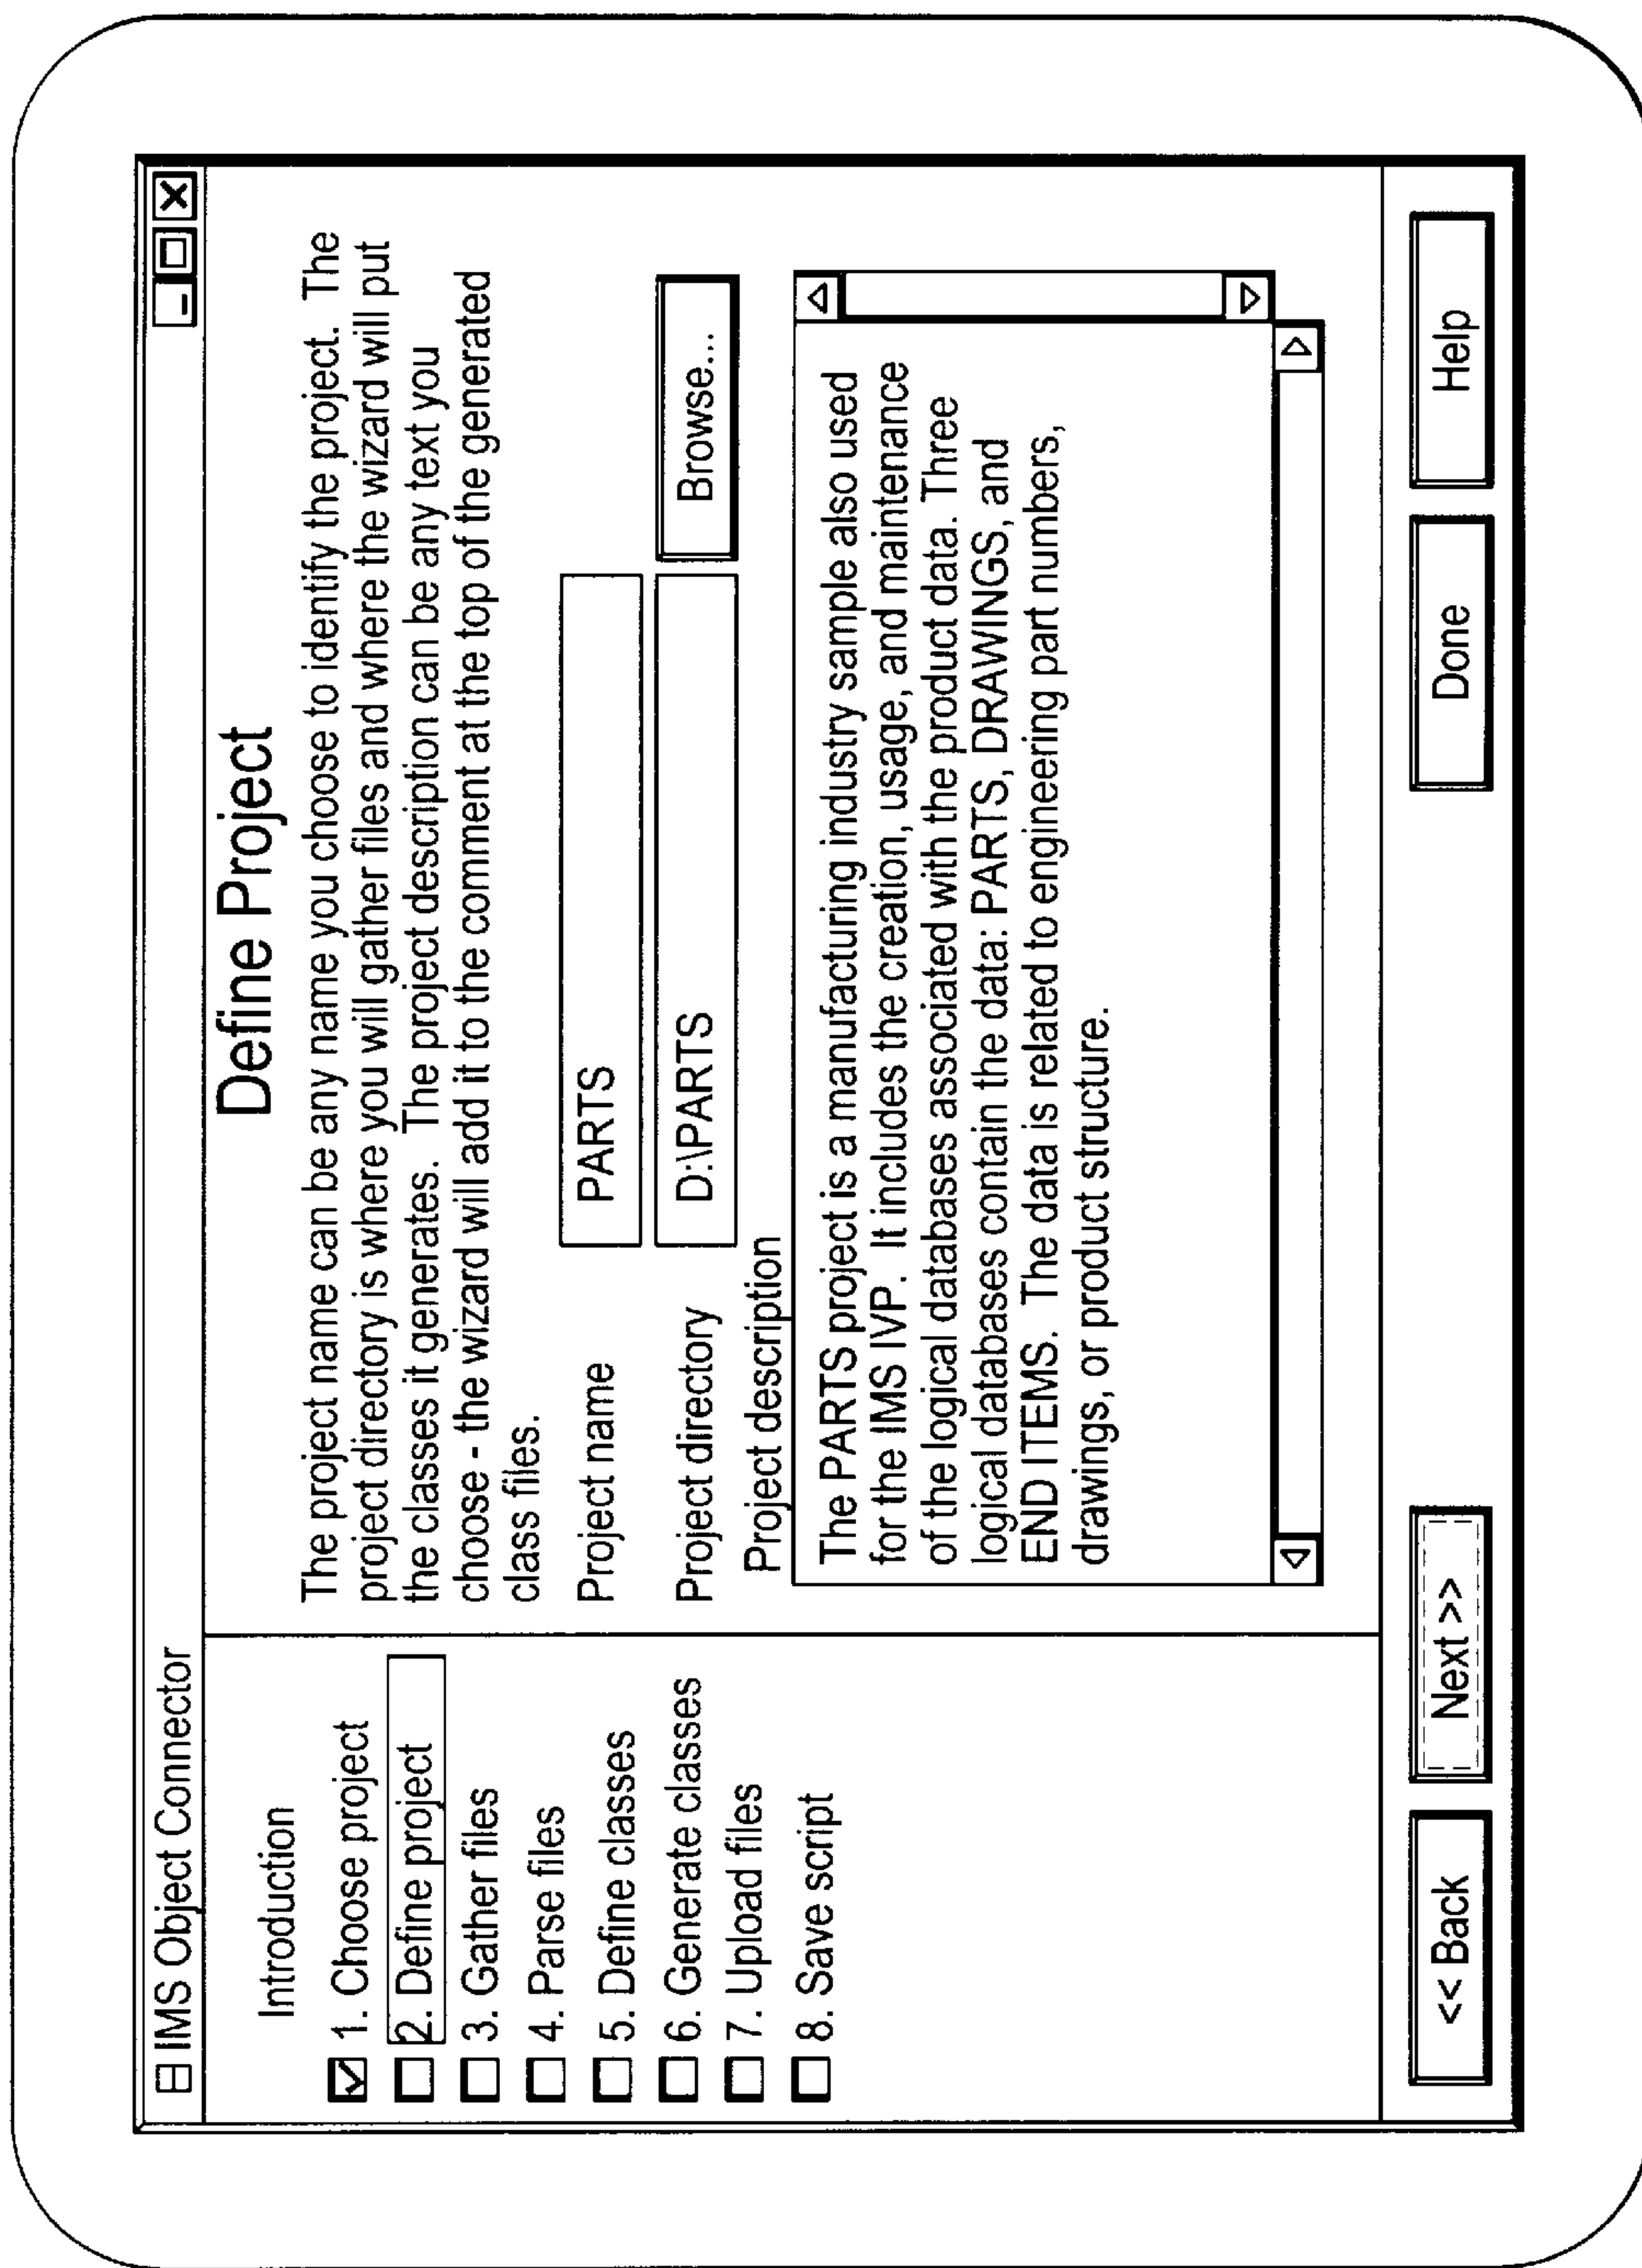 IMS Object Connector
Introduction
1. Choose project
2. Define project
3. Gather files
4. Parse files
5. Define classes
6. Generate classes
7. Upload files
8. Save script
Define Project
The project name can be any name you choose to identify the project. The
project directory is where you will gather files and where the wizard will put
the classes it generates. The project description can be any text you
choose - the wizard will add it to the comment at the top of the generated
class files.
Project name PARTS
Project directory D:\PARTS Browse...
Project description
The PARTS project is a manufacturing industry sample also used
for the IMS IVP. It includes the creation, usage, and maintenance
of the logical databases associated with the product data. Three
logical databases contain the data: PARTS, DRAWINGS, and
END ITEMS. The data is related to engineering part numbers,
drawings, or product structure.
<< Back Next >> Done Help